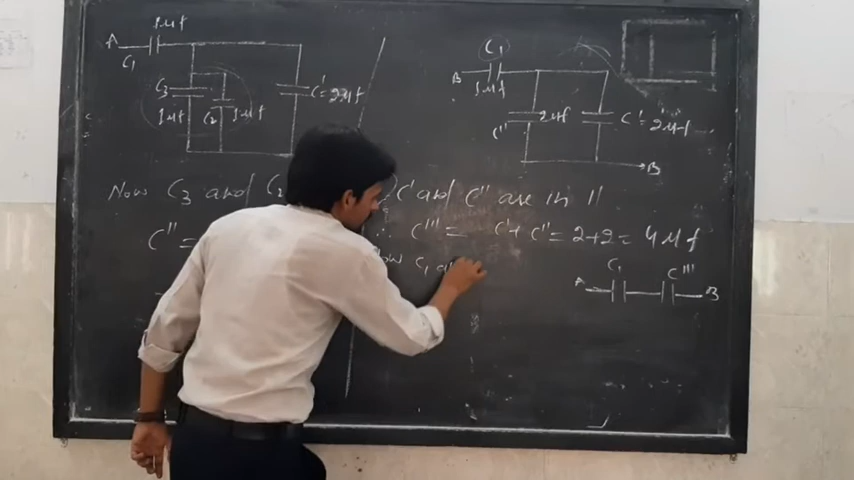 1μf
A C₁
C₃ C' = 2μf
1μf C₂ 1μf
C₁
B 1μf
C'' 2μf C' = 2μf
B
Now C₃ and C₂
C'' =
C' and C'' are in ||
∴ C''' = C' + C'' = 2+2 = 4μf
Now C₁
C₁ C'''
A B